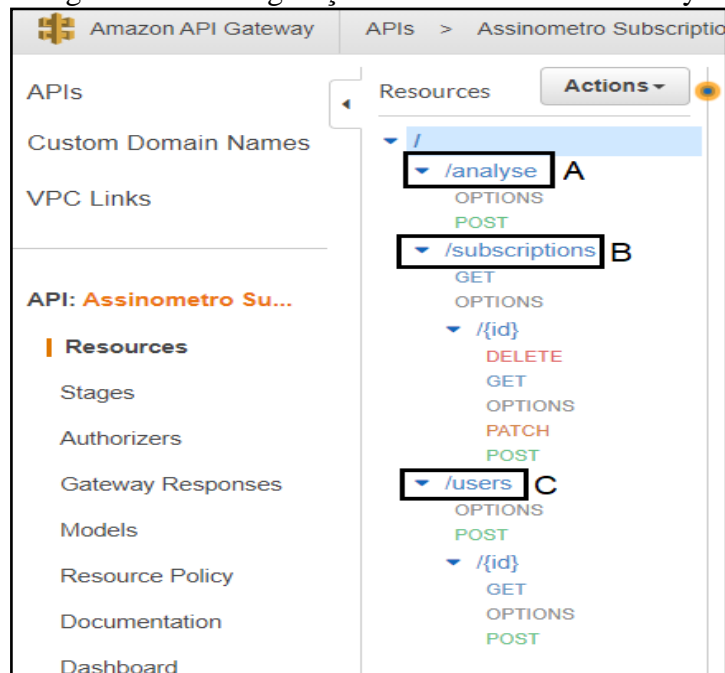 Amazon API Gateway APIs > Assinometro Subscriptio
APIs
Custom Domain Names
VPC Links
API: Assinometro Su...
Resources
Stages
Authorizers
Gateway Responses
Models
Resource Policy
Documentation
Dashboard
Resources Actions
/
/analyse A
OPTIONS
POST
/subscriptions B
GET
OPTIONS
/{id}
DELETE
GET
OPTIONS
PATCH
POST
/users C
OPTIONS
POST
/{id}
GET
OPTIONS
POST